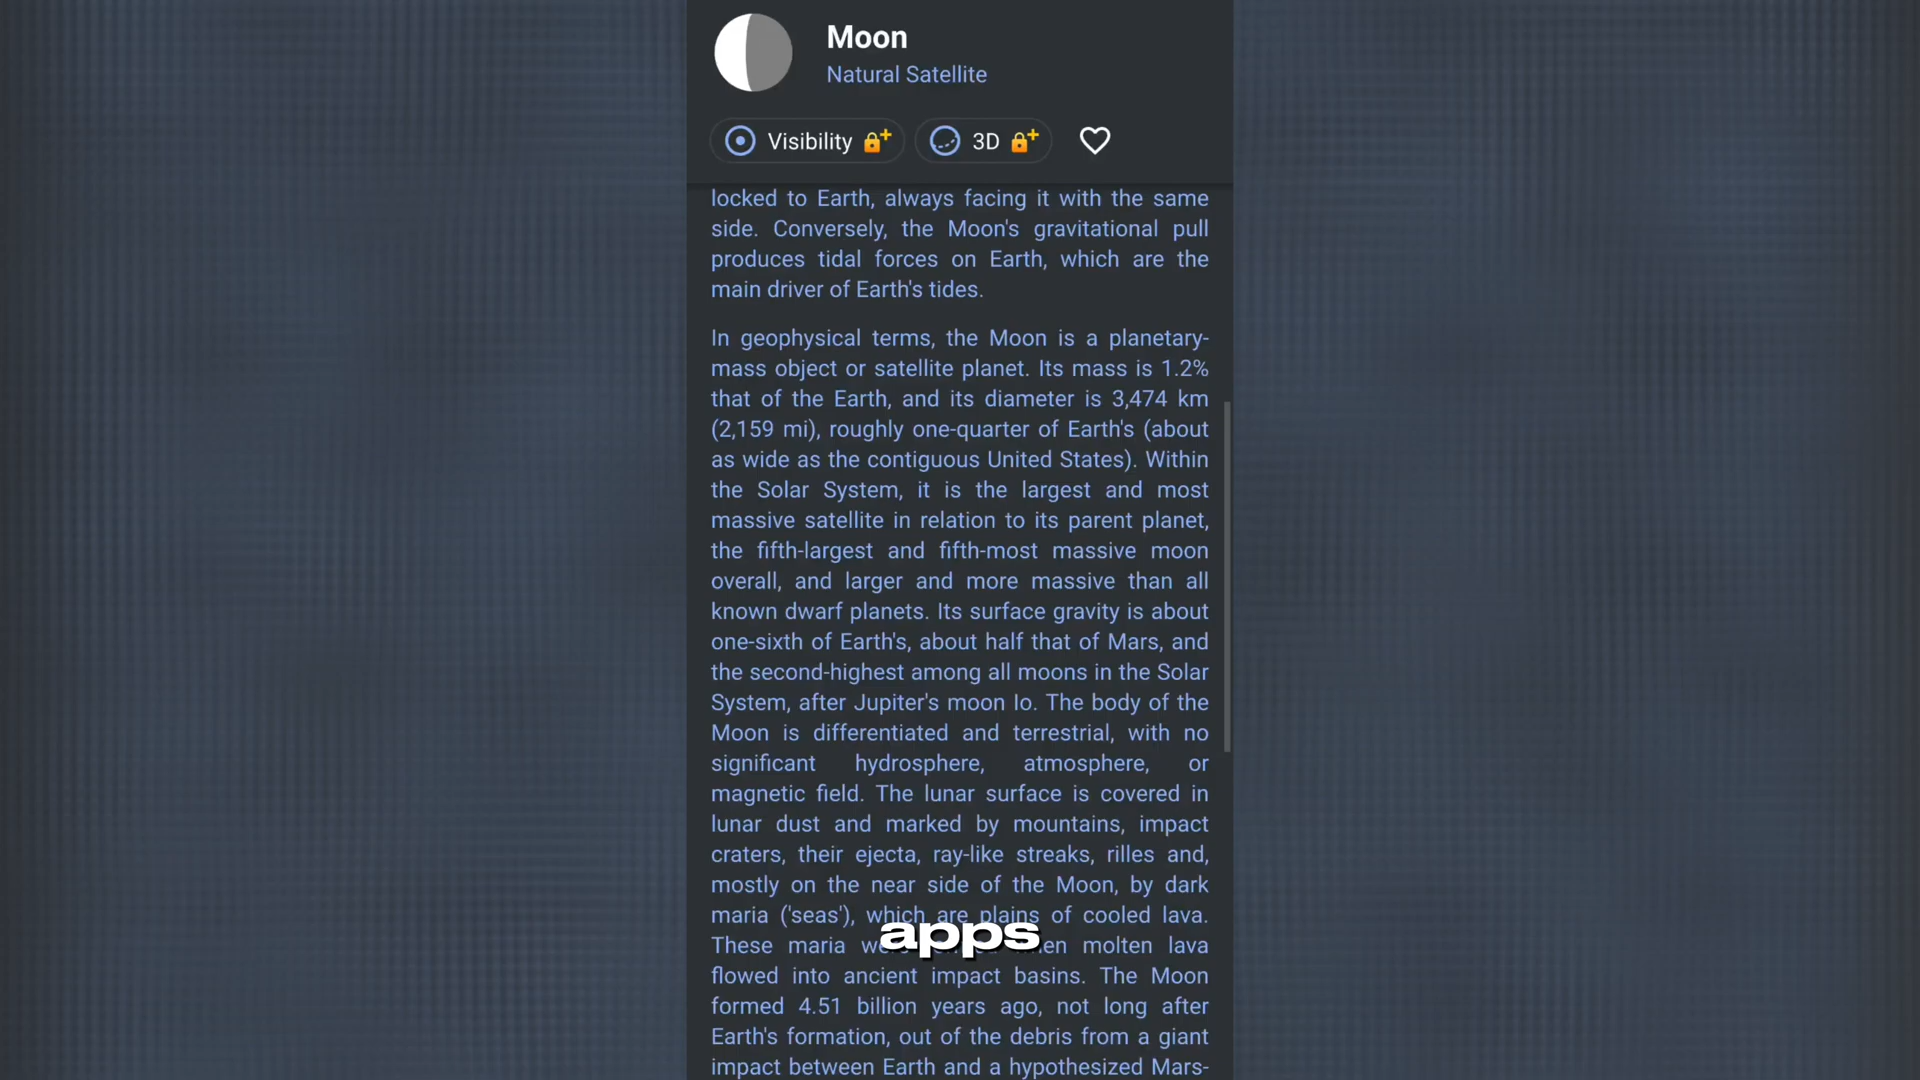 Moon
Natural Satellite
Visibility
3D
locked to Earth, always facing it with the same
side. Conversely, the Moon's gravitational pull
produces tidal forces on Earth, which are the
main driver of Earth's tides.
In geophysical terms, the Moon is a planetary-
mass object or satellite planet. Its mass is 1.2%
that of the Earth, and its diameter is 3,474 km
(2,159 mi), roughly one-quarter of Earth's (about
as wide as the contiguous United States). Within
the Solar System, it is the largest and most
massive satellite in relation to its parent planet,
the fifth-largest and fifth-most massive moon
overall, and larger and more massive than all
known dwarf planets. Its surface gravity is about
one-sixth of Earth's, about half that of Mars, and
the second-highest among all moons in the Solar
System, after Jupiter's moon Io. The body of the
Moon is differentiated and terrestrial, with no
significant hydrosphere, atmosphere, or
magnetic field. The lunar surface is covered in
lunar dust and marked by mountains, impact
craters, their ejecta, ray-like streaks, rilles and,
mostly on the near side of the Moon, by dark
maria ('seas'), which are plains of cooled lava.
apps
These maria molten lava
flowed into ancient impact basins. The Moon
formed 4.51 billion years ago, not long after
Earth's formation, out of the debris from a giant
impact between Earth and a hypothesized Mars-